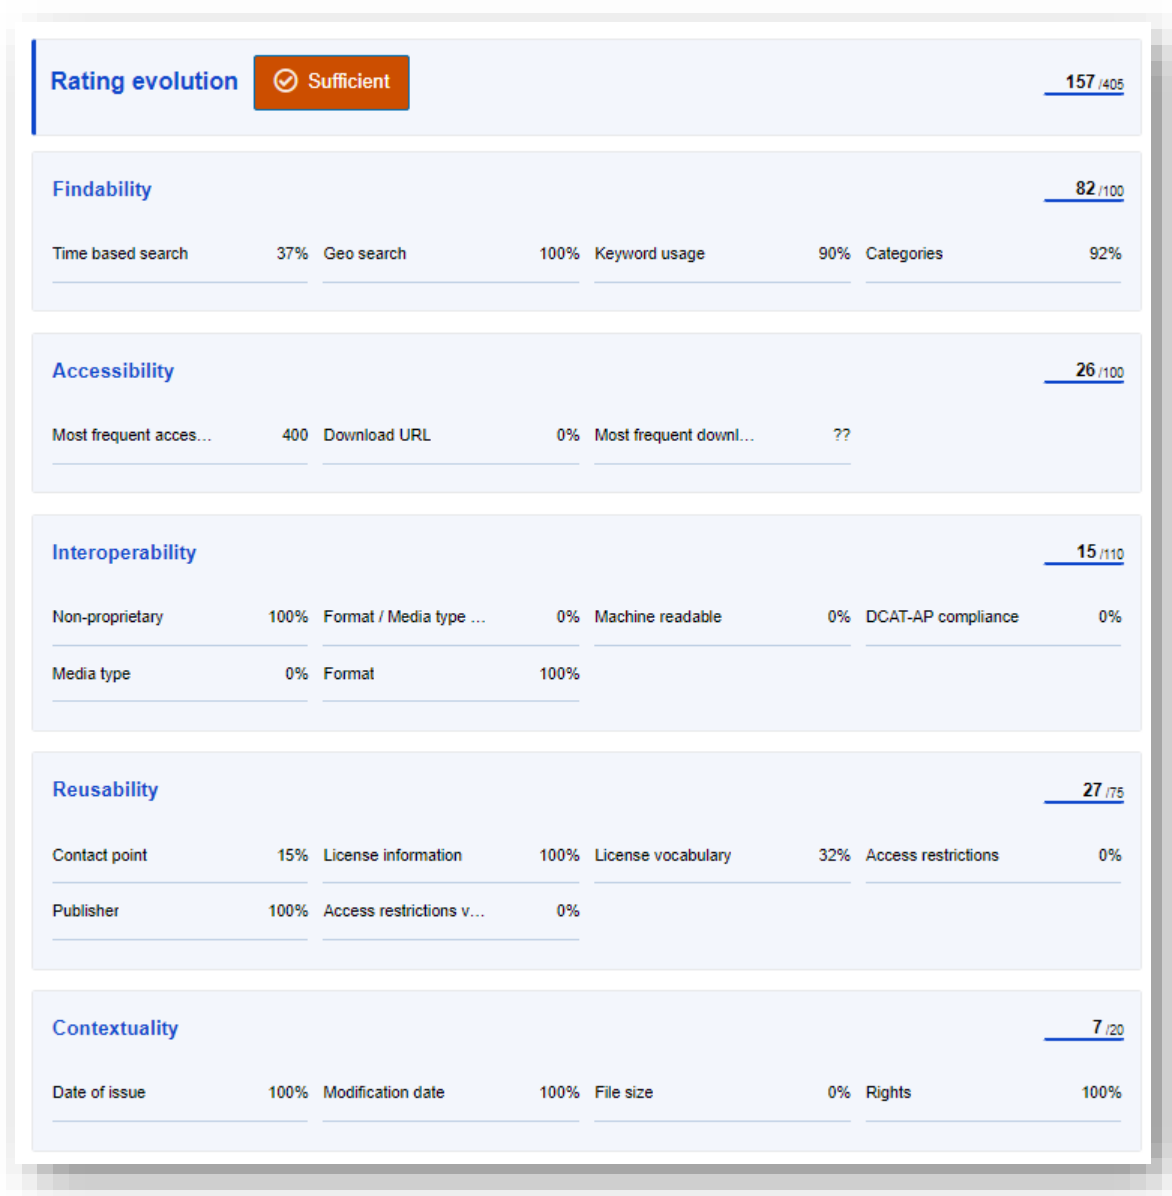 Rating evolution Sufficient 157 /405
Findability 82 /100
Time based search 37% Geo search 100% Keyword usage 90% Categories 92%
Accessibility 26 /100
Most frequent acces... 400 Download URL 0% Most frequent downl... ??
Interoperability 15 /110
Non-proprietary 100% Format / Media type ... 0% Machine readable 0% DCAT-AP compliance 0%
Media type 0% Format 100%
Reusability 27 /75
Contact point 15% License information 100% License vocabulary 32% Access restrictions 0%
Publisher 100% Access restrictions v... 0%
Contextuality 7 /20
Date of issue 100% Modification date 100% File size 0% Rights 100%